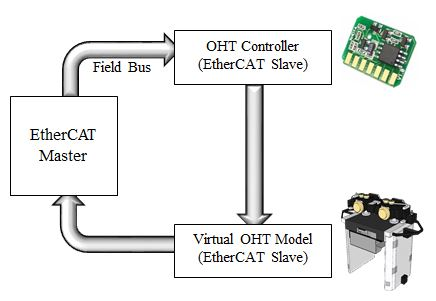 OHT Controller
(EtherCAT Slave)
Field Bus
EtherCAT
Master
Virtual OHT Model
(EtherCAT Slave)